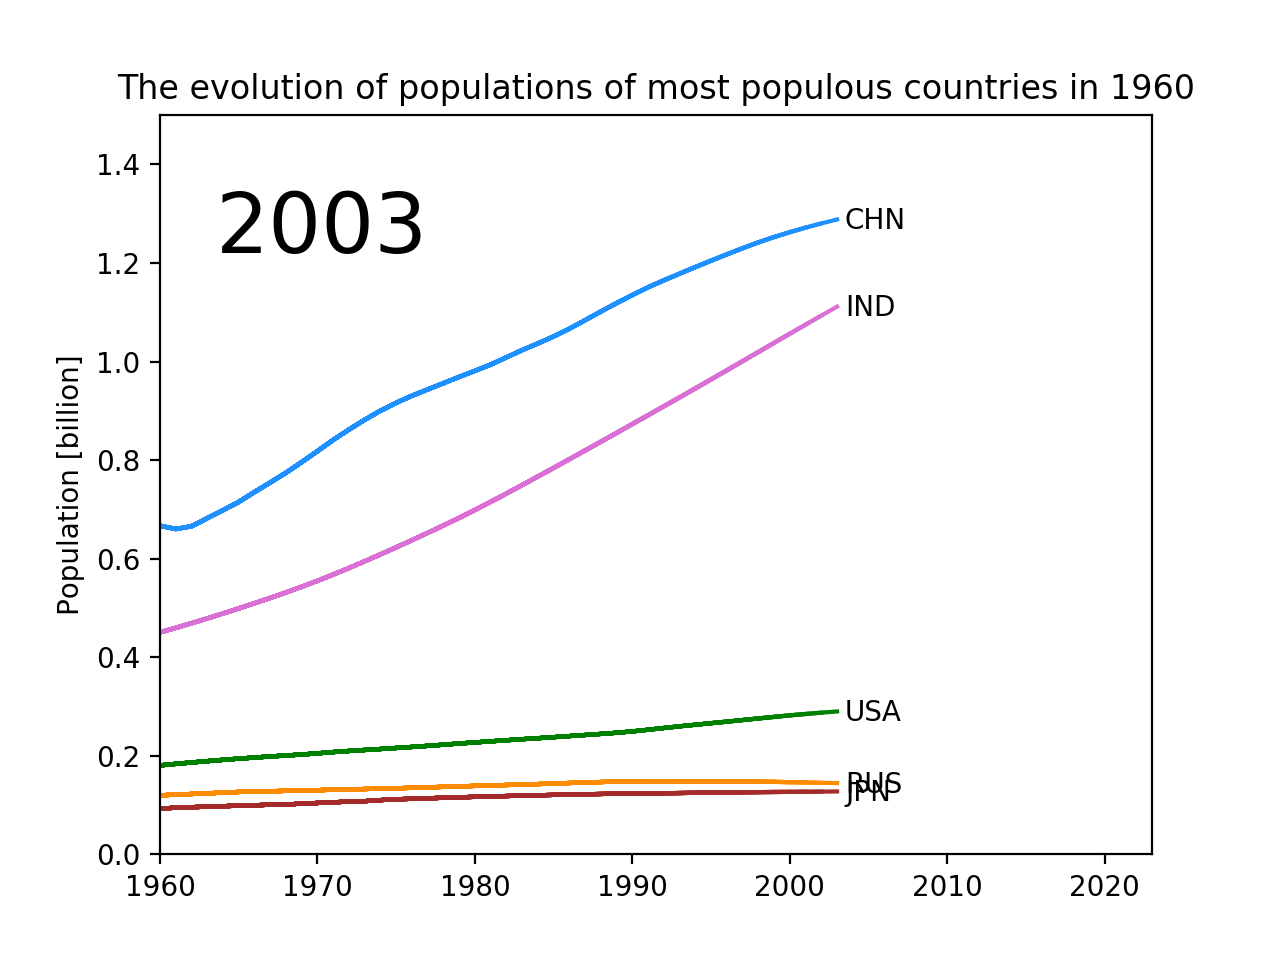 The evolution of populations of most populous countries in 1960
2003
Population [billion]
1.4
1.2
1.0
0.8
0.6
0.4
0.2
0.0
CHN
IND
USA
RUS
JPN
1960 1970 1980 1990 2000 2010 2020